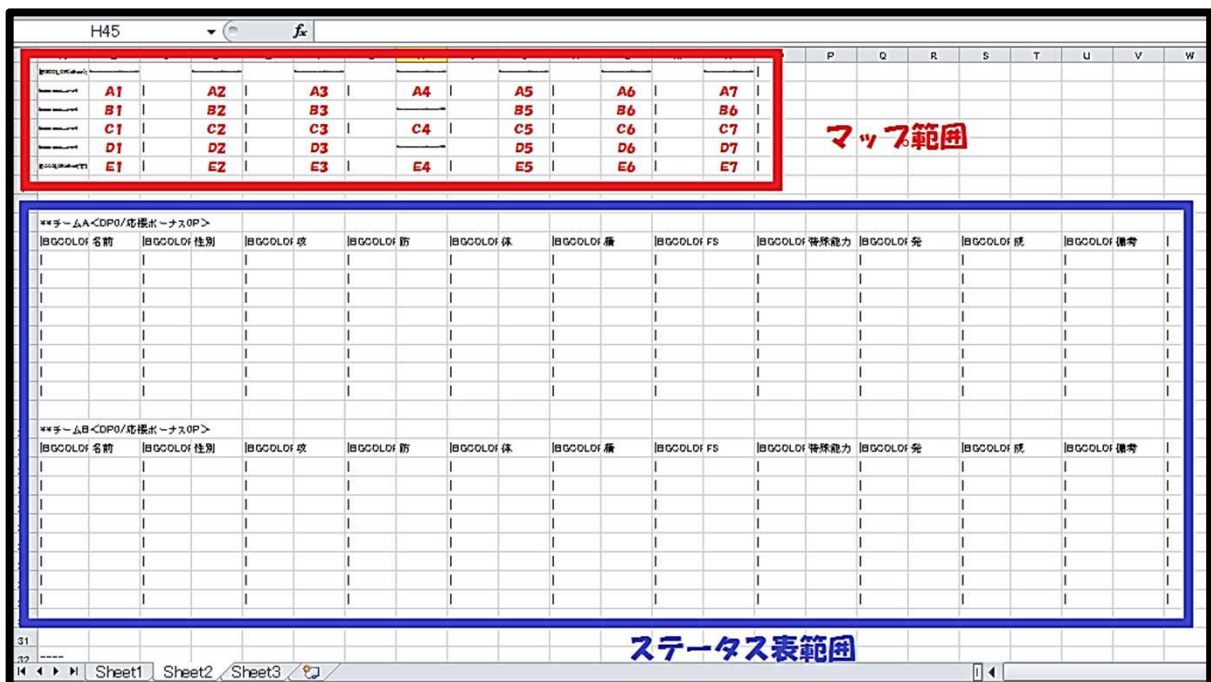 H45 fx
P Q R S T U V W
A1 | A2 | A3 | A4 | A5 | A6 | A7 |
B1 | B2 | B3 B5 | B6 | B6 |
C1 | C2 | C3 | C4 | C5 | C6 | C7 |
D1 | D2 | D3 D5 | D6 | D7 |
E1 | E2 | E3 | E4 | E5 | E6 | E7 |
マップ範囲
**チームA<DP0/応援ボーナス0P>
|BGCOLOR 名前 |BGCOLOR 性別 |BGCOLOR 攻 |BGCOLOR 防 |BGCOLOR 体 |BGCOLOR 精 |BGCOLOR FS |BGCOLOR 特殊能力 |BGCOLOR 発 |BGCOLOR 成 |BGCOLOR 備考 |
**チームB<DP0/応援ボーナス0P>
|BGCOLOR 名前 |BGCOLOR 性別 |BGCOLOR 攻 |BGCOLOR 防 |BGCOLOR 体 |BGCOLOR 精 |BGCOLOR FS |BGCOLOR 特殊能力 |BGCOLOR 発 |BGCOLOR 成 |BGCOLOR 備考 |
31
ステータス表範囲
32 ----
Sheet1 Sheet2 Sheet3